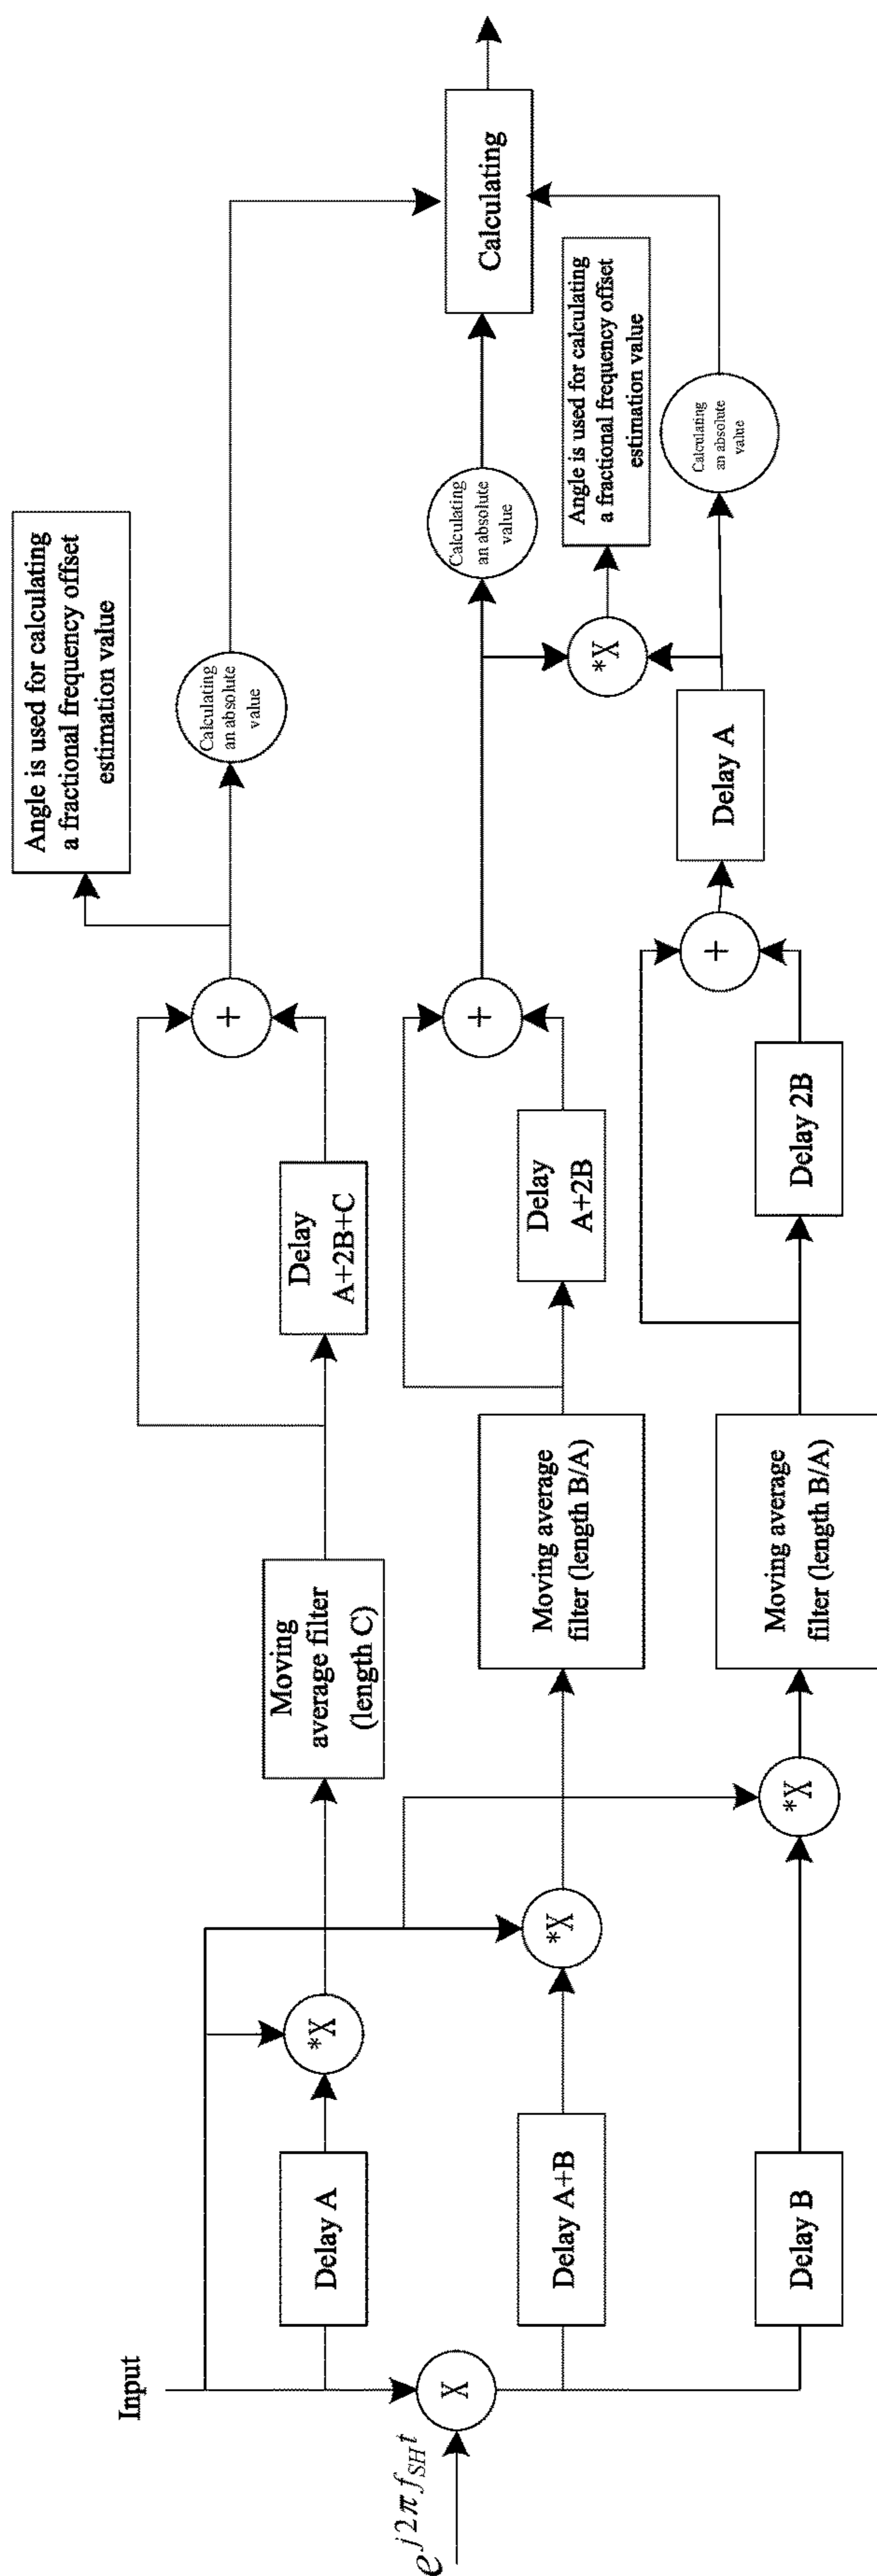 Input
e^{j2πf_{SH}t}
X
Delay A
Delay A+B
Delay B
*X
*X
*X
Moving
average filter
(length C)
Moving average
filter (length B/A)
Moving average
filter (length B/A)
Delay
A+2B+C
Delay
A+2B
Delay 2B
+
+
+
Delay A
Angle is used for calculating
a fractional frequency offset
estimation value
Calculating
an absolute
value
Calculating
an absolute
value
*X
Angle is used for calculating
a fractional frequency offset
estimation value
Calculating
an absolute
value
Calculating